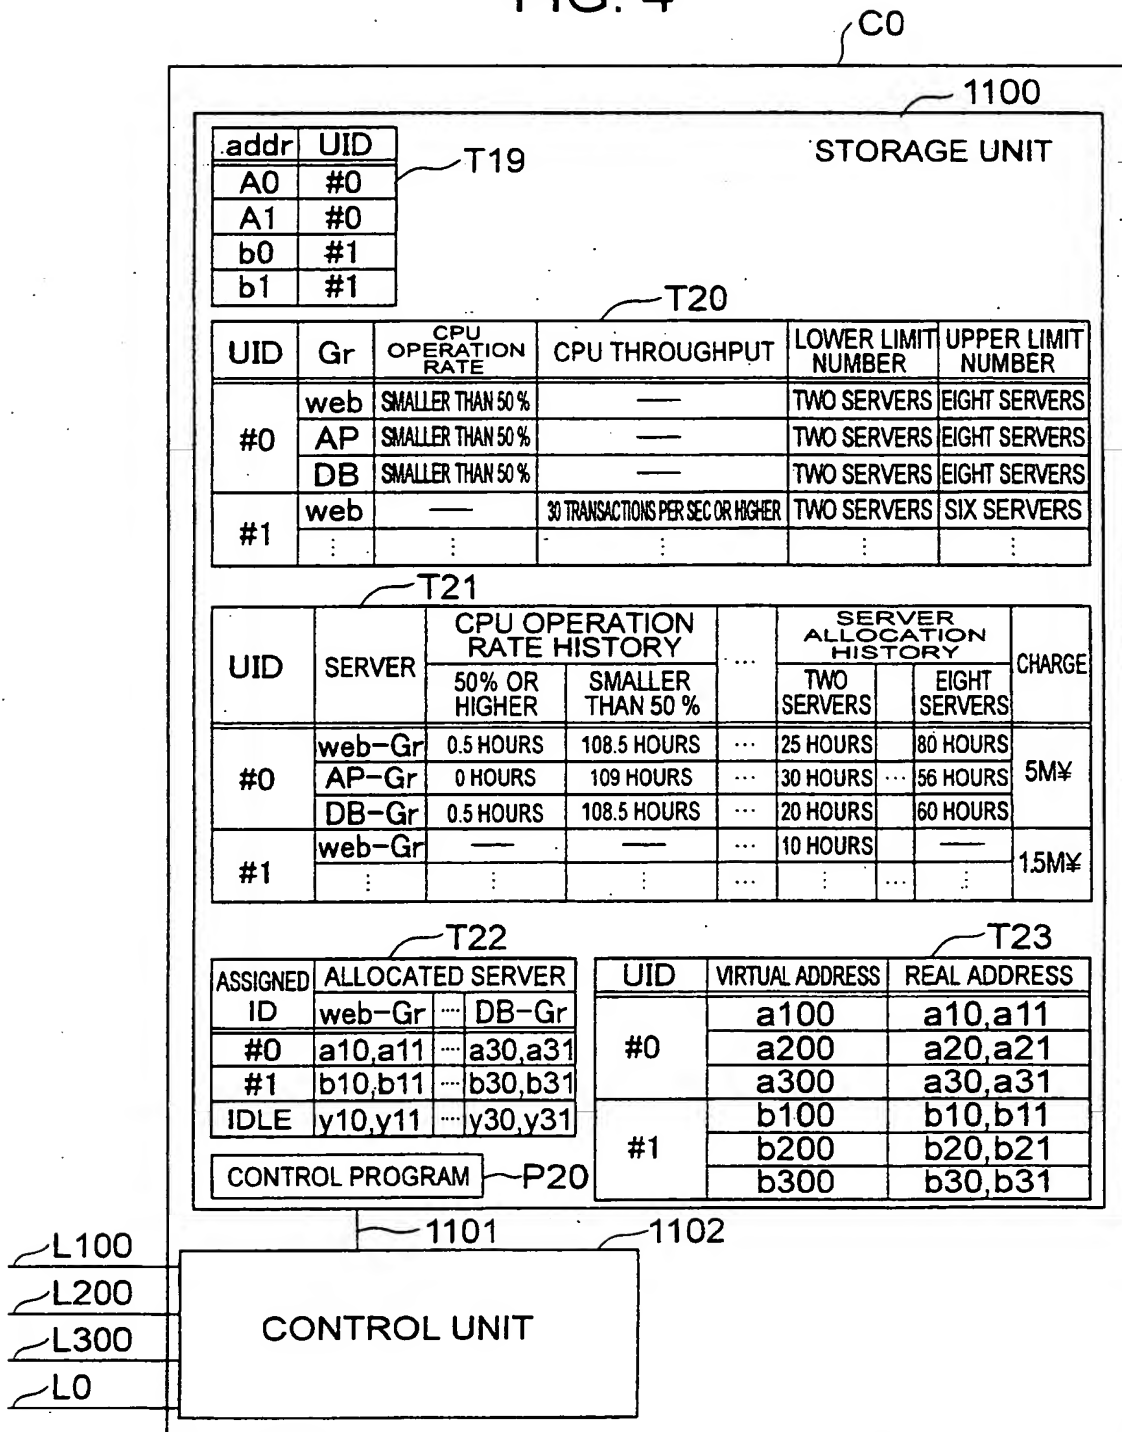 FIG. 4
C0
1100
STORAGE UNIT
addr UID
T19
A0 #0
A1 #0
b0 #1
b1 #1
T20
UID Gr CPU OPERATION RATE CPU THROUGHPUT LOWER LIMIT NUMBER UPPER LIMIT NUMBER
#0 web SMALLER THAN 50 % — TWO SERVERS EIGHT SERVERS
AP SMALLER THAN 50 % — TWO SERVERS EIGHT SERVERS
DB SMALLER THAN 50 % — TWO SERVERS EIGHT SERVERS
#1 web — 30 TRANSACTIONS PER SEC OR HIGHER TWO SERVERS SIX SERVERS
⋮ ⋮ ⋮ ⋮ ⋮
T21
UID SERVER CPU OPERATION RATE HISTORY ... SERVER ALLOCATION HISTORY CHARGE
50% OR HIGHER SMALLER THAN 50 % TWO SERVERS EIGHT SERVERS
#0 web-Gr 0.5 HOURS 108.5 HOURS ... 25 HOURS 80 HOURS 5M¥
AP-Gr 0 HOURS 109 HOURS ... 30 HOURS ... 56 HOURS
DB-Gr 0.5 HOURS 108.5 HOURS ... 20 HOURS 60 HOURS
#1 web-Gr — — ... 10 HOURS — 1.5M¥
⋮ ⋮ ⋮ ... ⋮ ... ⋮
T22
ASSIGNED ID ALLOCATED SERVER
web-Gr .... DB-Gr
#0 a10,a11 .... a30,a31
#1 b10,b11 .... b30,b31
IDLE y10,y11 .... y30,y31
CONTROL PROGRAM P20
T23
UID VIRTUAL ADDRESS REAL ADDRESS
#0 a100 a10,a11
a200 a20,a21
a300 a30,a31
#1 b100 b10,b11
b200 b20,b21
b300 b30,b31
1101
1102
L100
L200
L300
L0
CONTROL UNIT